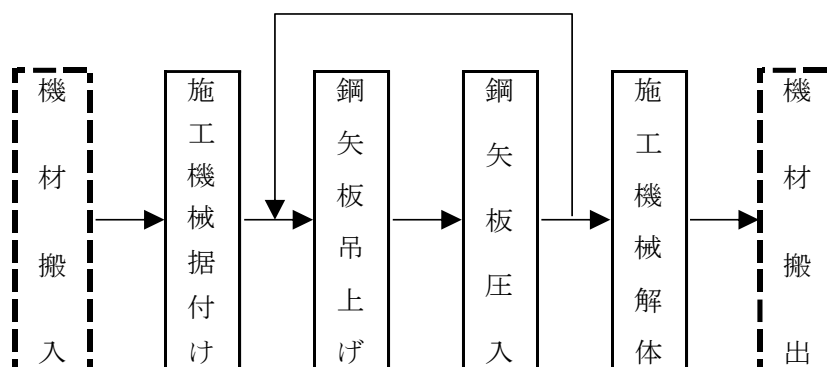 機材搬入
施工機械据付け
鋼矢板吊上げ
鋼矢板圧入
施工機械解体
機材搬出